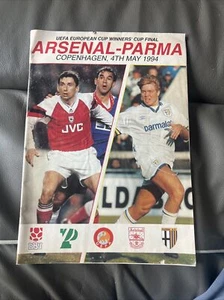 UEFA EUROPEAN CUP WINNERS' CUP FINAL
ARSENAL-PARMA
COPENHAGEN, 4TH MAY 1994
JVC
parmalat